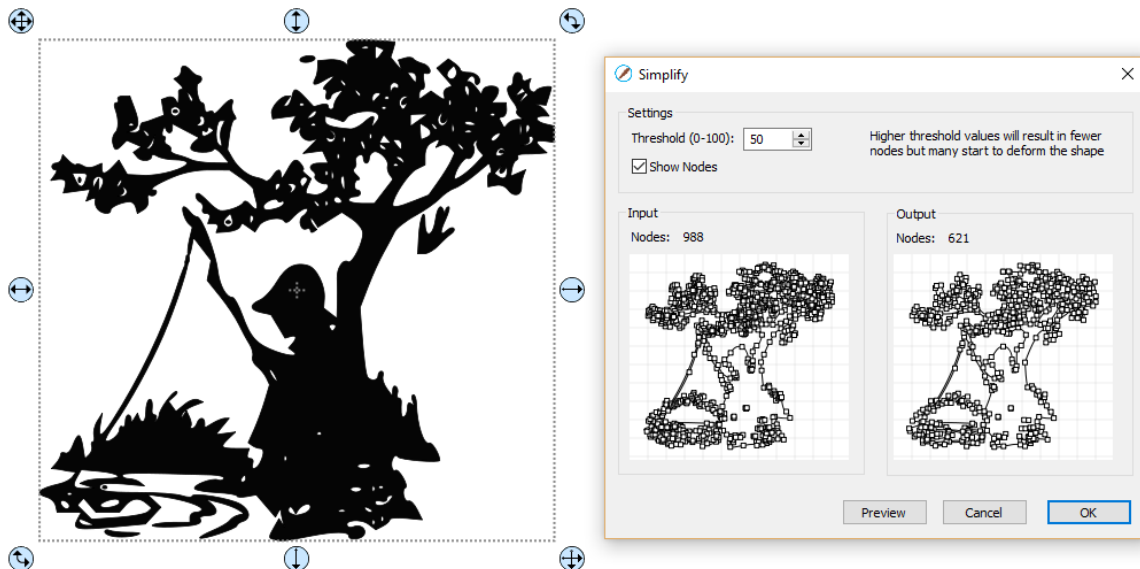 Simplify
Settings
Threshold (0-100): 50
Higher threshold values will result in fewer
nodes but many start to deform the shape
Show Nodes
Input
Nodes: 988
Output
Nodes: 621
Preview
Cancel
OK